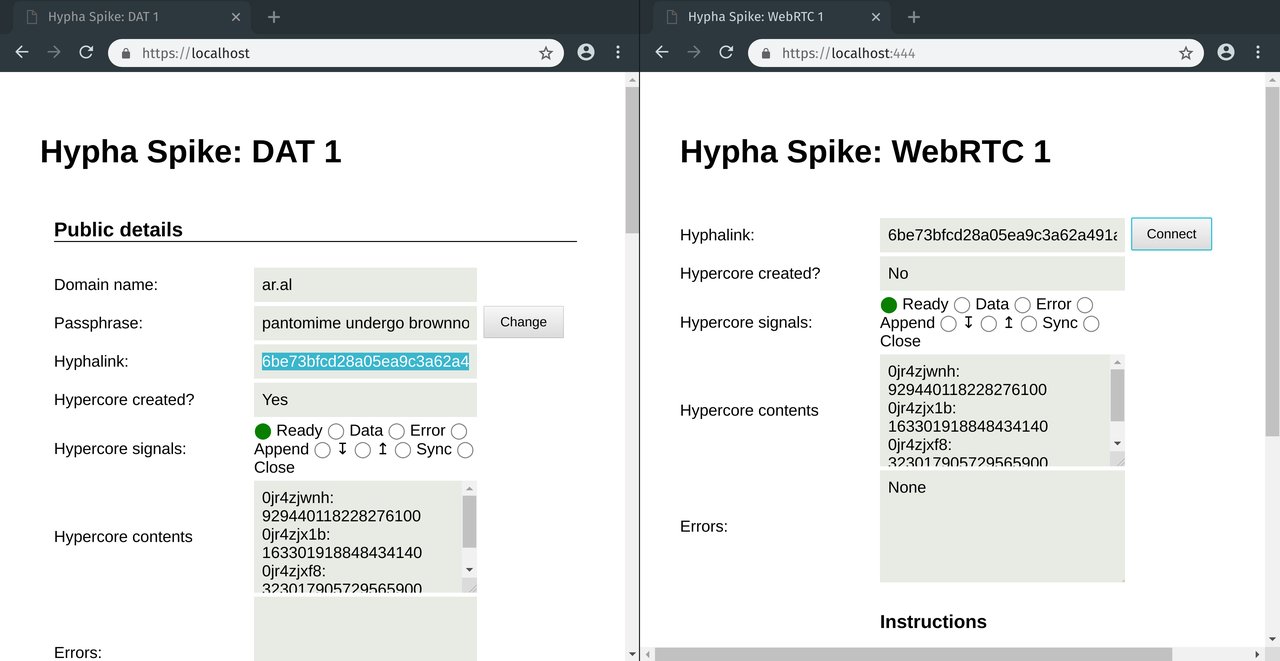 Hypha Spike: DAT 1
https://localhost
Hypha Spike: DAT 1
Public details
Domain name: ar.al
Passphrase: pantomime undergo brownno Change
Hyphalink: 6be73bfcd28a05ea9c3a62a4
Hypercore created? Yes
Hypercore signals:
Ready Data Error
Append ↧ ↥ Sync
Close
Hypercore contents
0jr4zjwnh:
929440118228276100
0jr4zjx1b:
163301918848434140
0jr4zjxf8:
323017905729565900
Errors:
Hypha Spike: WebRTC 1
https://localhost:444
Hypha Spike: WebRTC 1
Hyphalink: 6be73bfcd28a05ea9c3a62a491a Connect
Hypercore created? No
Hypercore signals:
Ready Data Error
Append ↧ ↥ Sync
Close
Hypercore contents
0jr4zjwnh:
929440118228276100
0jr4zjx1b:
163301918848434140
0jr4zjxf8:
323017905729565900
Errors: None
Instructions